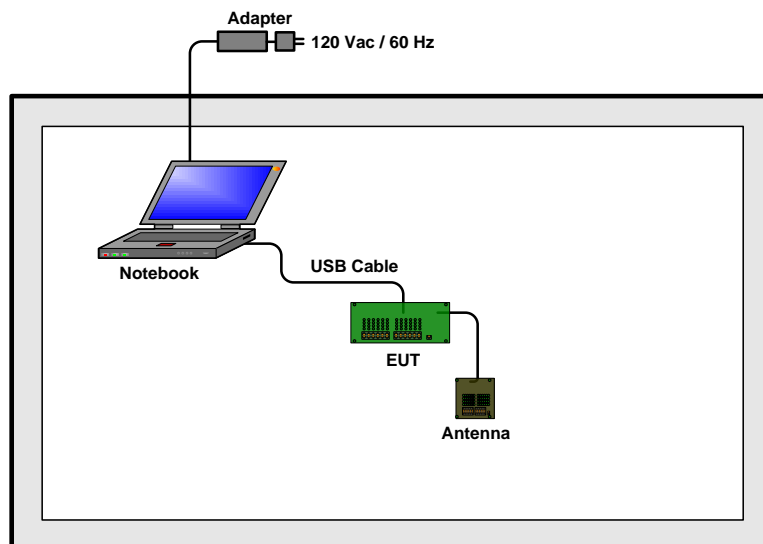 Adapter
120 Vac / 60 Hz
Notebook
USB Cable
EUT
Antenna